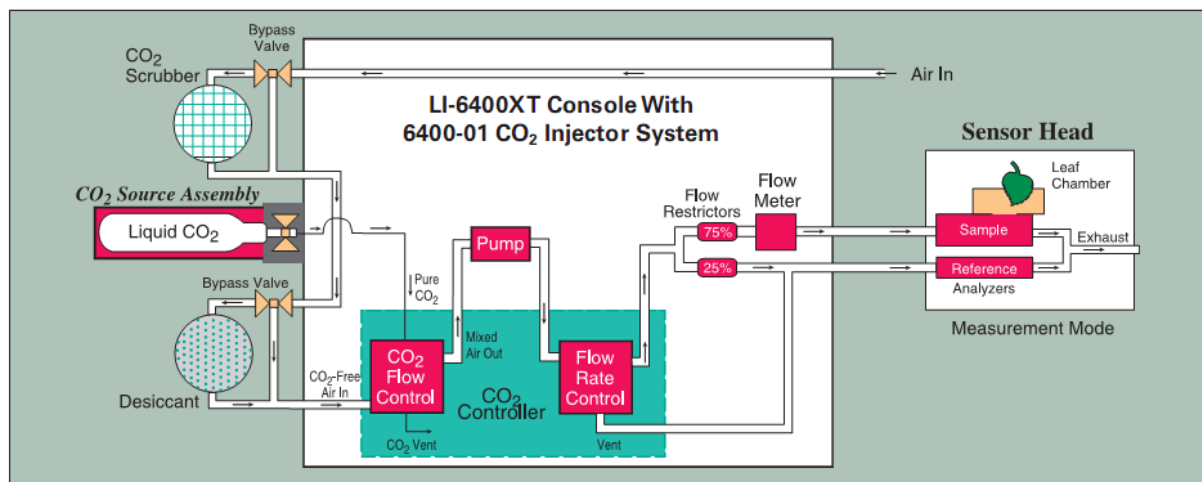 Bypass
Valve
CO2
Scrubber
Air In
LI-6400XT Console With
6400-01 CO2 Injector System
Sensor Head
Leaf
Chamber
CO2 Source Assembly
Liquid CO2
Flow
Restrictors
Flow
Meter
75%
Sample
Exhaust
Pump
25%
Reference
Analyzers
Bypass Valve
Pure
CO2
Measurement Mode
Mixed
Air Out
CO2
Flow
Control
Flow
Rate
Control
CO2-Free
Air In
CO2
Controller
Desiccant
CO2 Vent
Vent